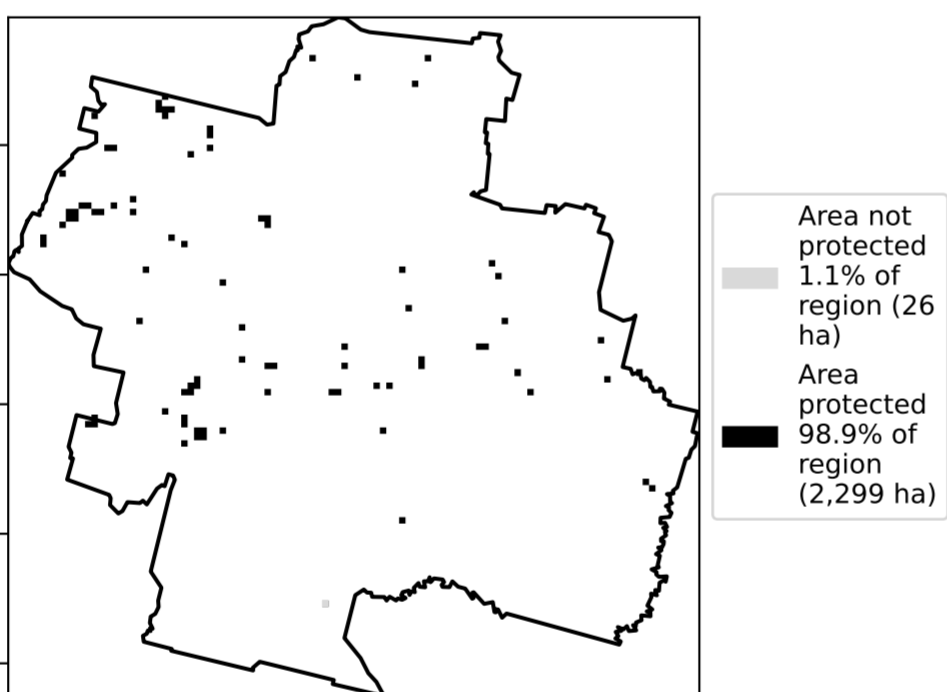 Area not
protected
1.1% of
region (26
ha)
Area
protected
98.9% of
region
(2,299 ha)